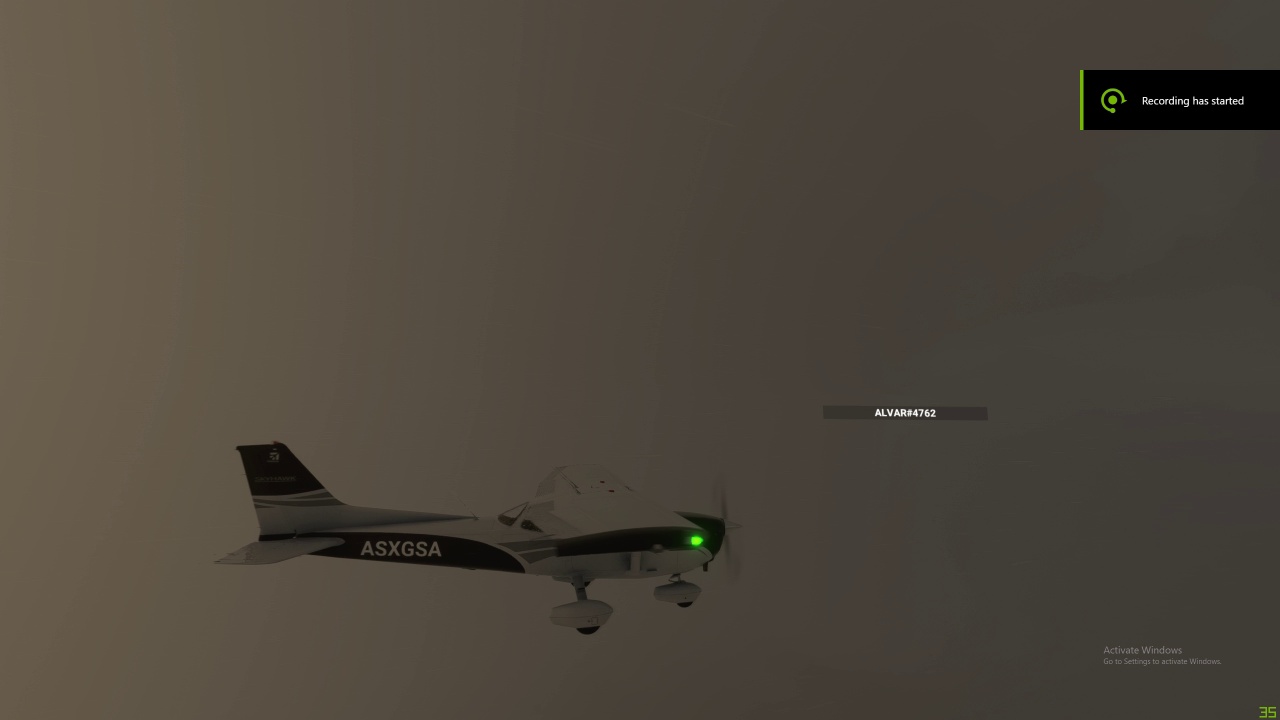 Recording has started
ALVAR#4762
ASXGSA
Activate Windows
Go to Settings to activate Windows.
35